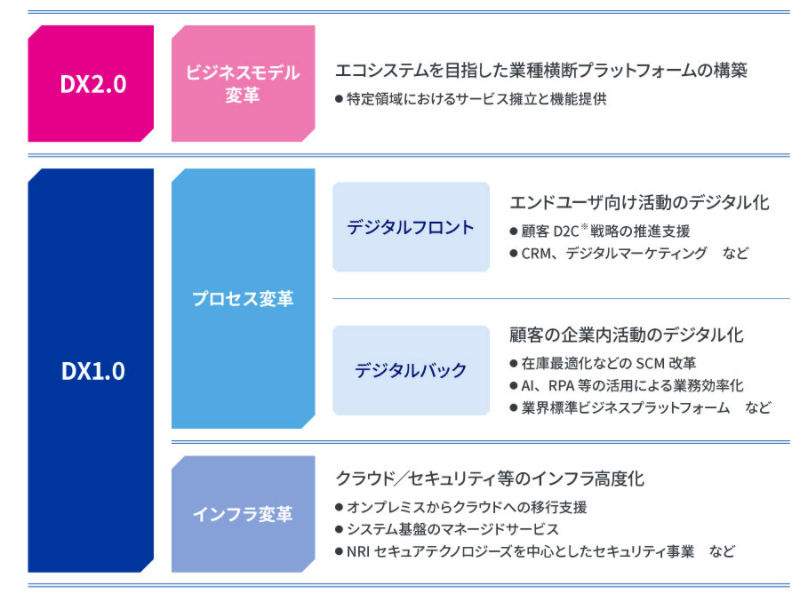 DX2.0
ビジネスモデル
変革
エコシステムを目指した業種横断プラットフォームの構築
● 特定領域におけるサービス擁立と機能提供
DX1.0
プロセス変革
デジタルフロント
エンドユーザ向け活動のデジタル化
● 顧客 D2C※戦略の推進支援
● CRM、デジタルマーケティング など
デジタルバック
顧客の企業内活動のデジタル化
● 在庫最適化などの SCM 改革
● AI、RPA 等の活用による業務効率化
● 業界標準ビジネスプラットフォーム など
インフラ変革
クラウド/セキュリティ等のインフラ高度化
● オンプレミスからクラウドへの移行支援
● システム基盤のマネージドサービス
● NRI セキュアテクノロジーズを中心としたセキュリティ事業 など